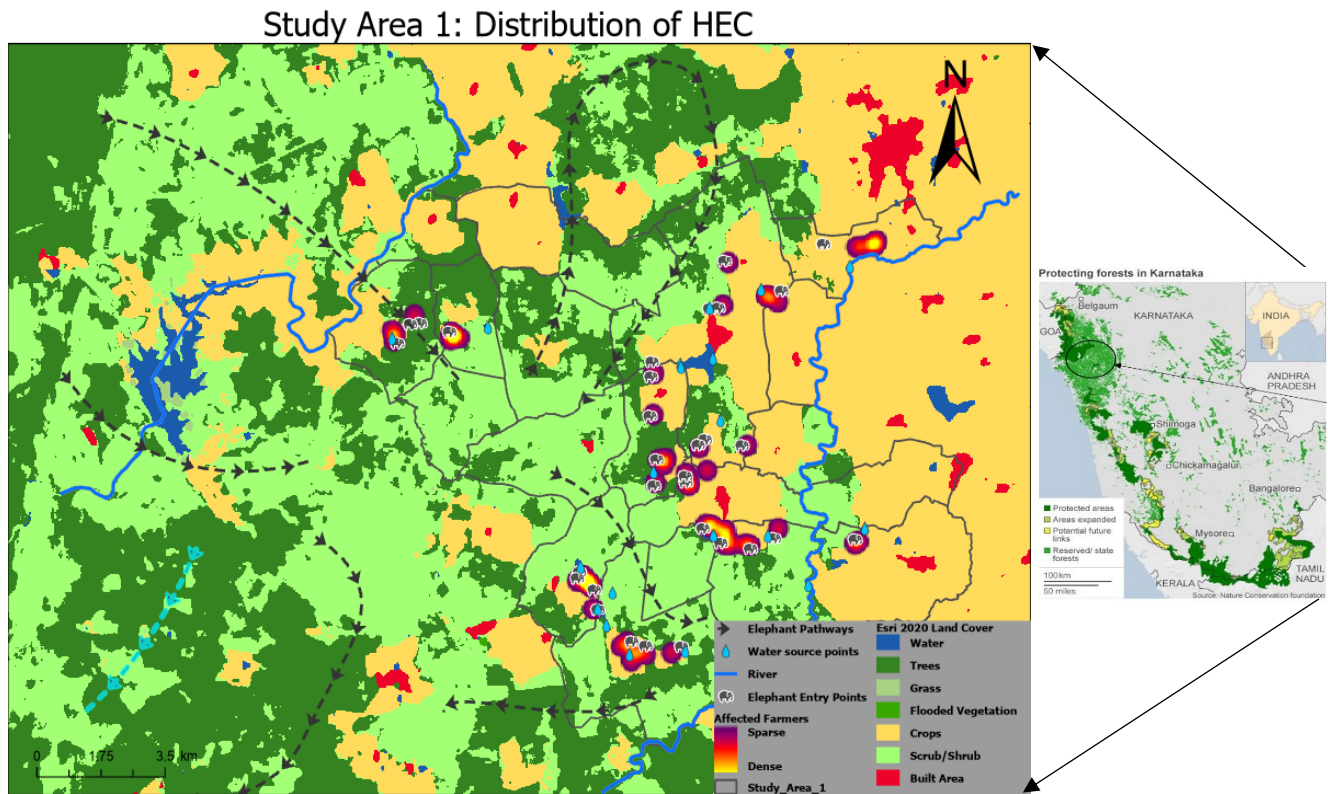 Study Area 1: Distribution of HEC
N
0 1.75 3.5 km
Elephant Pathways
Water source points
River
Elephant Entry Points
Affected Farmers
Sparse
Dense
Study_Area_1
Esri 2020 Land Cover
Water
Trees
Grass
Flooded Vegetation
Crops
Scrub/Shrub
Built Area
Protecting forests in Karnataka
Belgaum
GOA
KARNATAKA
INDIA
ANDHRA
PRADESH
Shimoga
Chickamagalur
Bangalore
Protected areas
Areas expanded
Potential future
links
Reserved/ state
forests
Mysore
100km
50 miles
KERALA
TAMIL
NADU
Source: Nature Conservation foundation